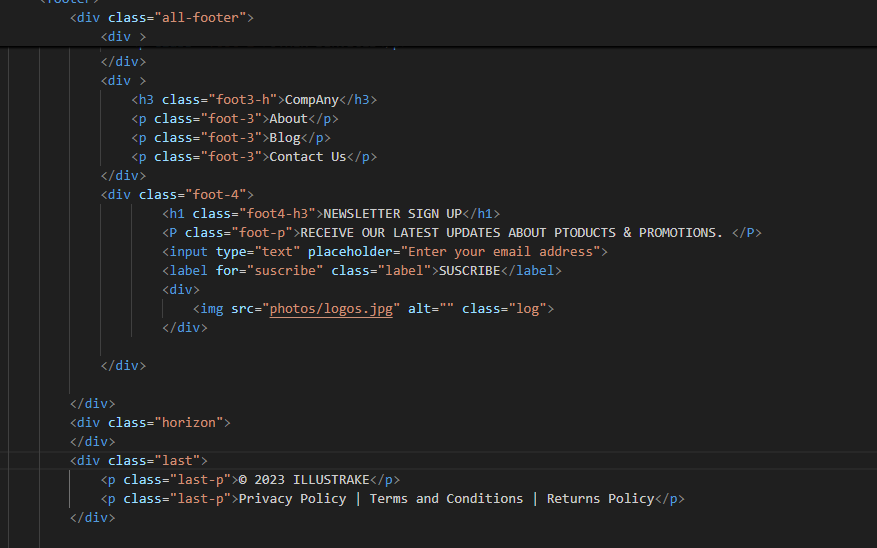 <footer>
<div class="all-footer">
<div >
</div>
<div >
<h3 class="foot3-h">CompAny</h3>
<p class="foot-3">About</p>
<p class="foot-3">Blog</p>
<p class="foot-3">Contact Us</p>
</div>
<div class="foot-4">
<h1 class="foot4-h3">NEWSLETTER SIGN UP</h1>
<P class="foot-p">RECEIVE OUR LATEST UPDATES ABOUT PTODUCTS & PROMOTIONS. </P>
<input type="text" placeholder="Enter your email address">
<label for="suscribe" class="label">SUSCRIBE</label>
<div>
<img src="photos/logos.jpg" alt="" class="log">
</div>
</div>
</div>
<div class="horizon">
</div>
<div class="last">
<p class="last-p">© 2023 ILLUSTRAKE</p>
<p class="last-p">Privacy Policy | Terms and Conditions | Returns Policy</p>
</div>